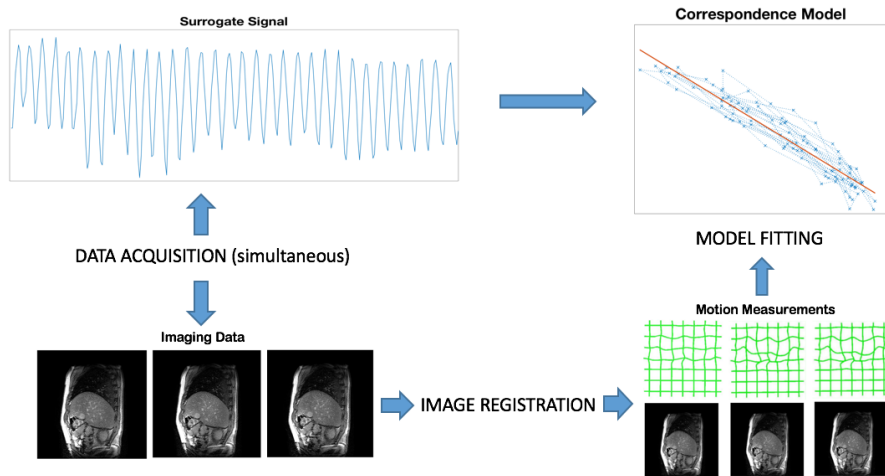 Surrogate Signal
Correspondence Model
DATA ACQUISITION (simultaneous)
MODEL FITTING
Imaging Data
Motion Measurements
IMAGE REGISTRATION